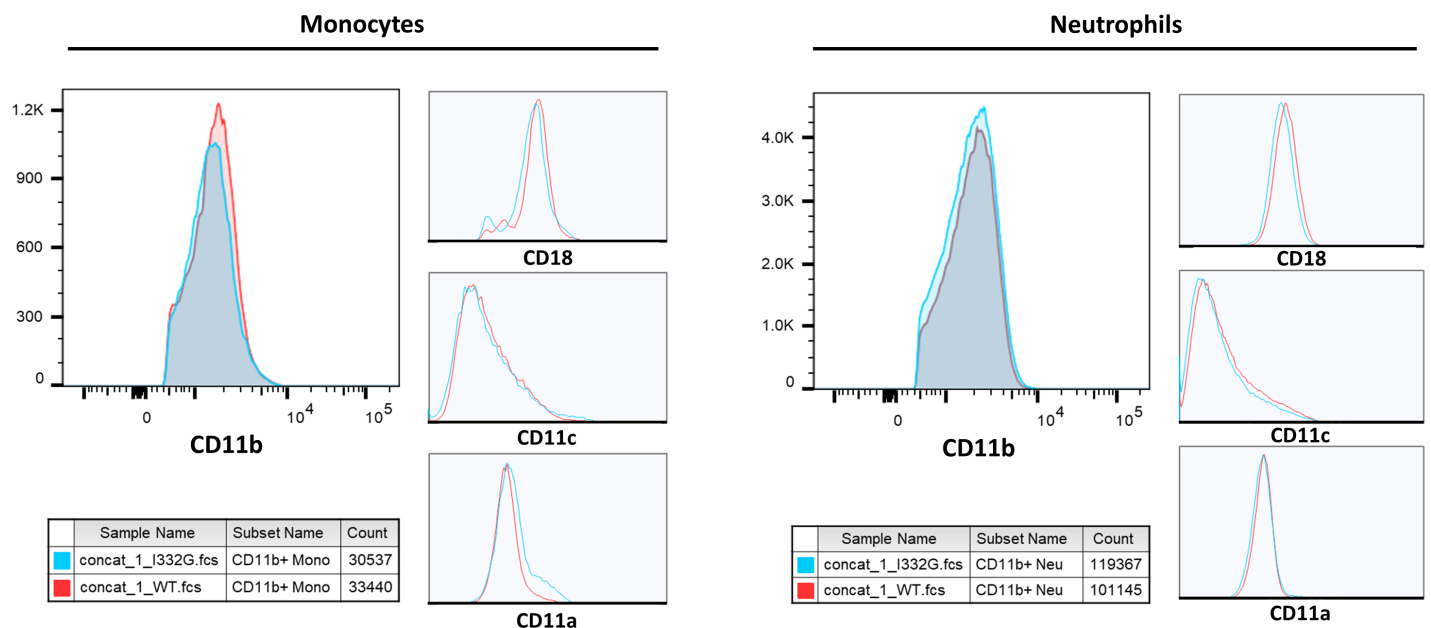 Monocytes
1.2K
900
600
300
0
0 10^4 10^5
CD11b
CD18
CD11c
CD11a
Sample Name Subset Name Count
concat_1_I332G.fcs CD11b+ Mono 30537
concat_1_WT.fcs CD11b+ Mono 33440
Neutrophils
4.0K
3.0K
2.0K
1.0K
0
0 10^4 10^5
CD11b
CD18
CD11c
CD11a
Sample Name Subset Name Count
concat_1_I332G.fcs CD11b+ Neu 119367
concat_1_WT.fcs CD11b+ Neu 101145